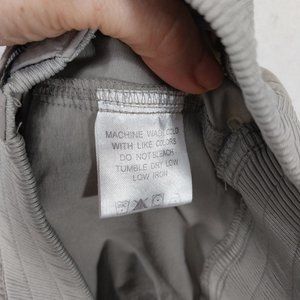 MACHINE WASH COLD
WITH LIKE COLORS
DO NOT BLEACH
TUMBLE DRY LOW
LOW IRON